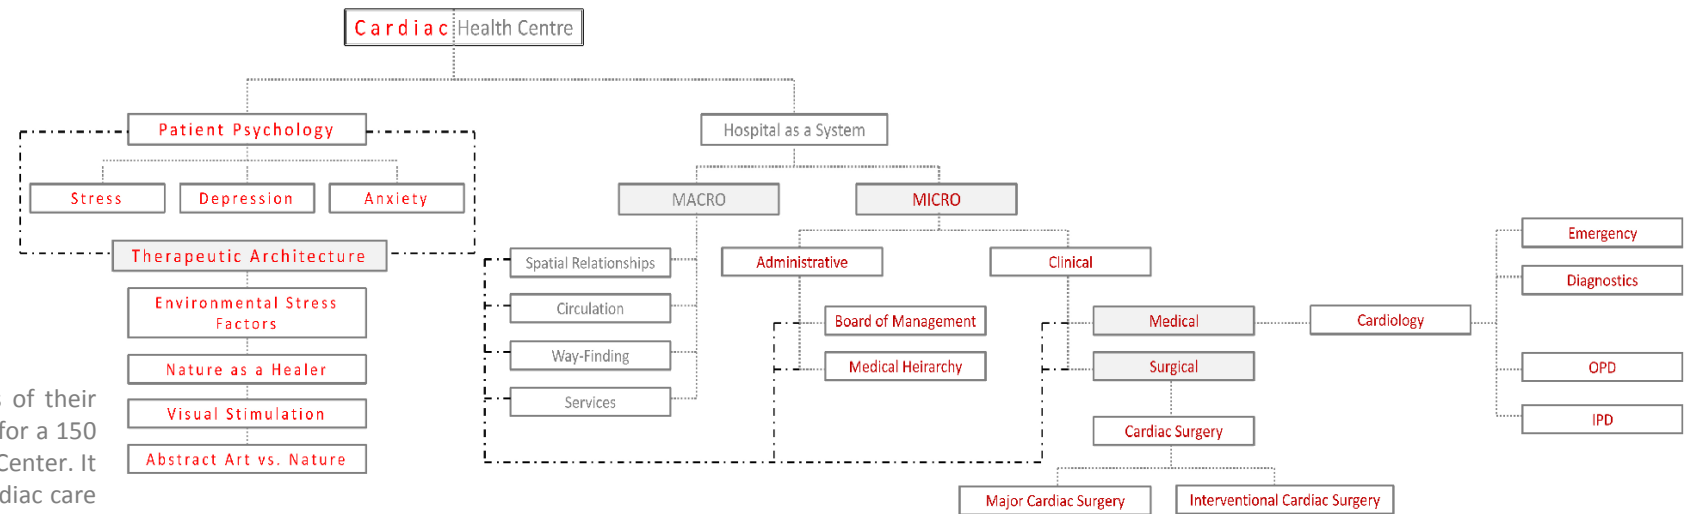 Cardiac Health Centre
Patient Psychology
Hospital as a System
Stress
Depression
Anxiety
MACRO
MICRO
Therapeutic Architecture
Environmental Stress
Factors
Nature as a Healer
Visual Stimulation
Abstract Art vs. Nature
Spatial Relationships
Circulation
Way-Finding
Services
Administrative
Clinical
Board of Management
Medical Heirarchy
Medical
Surgical
Cardiology
Emergency
Diagnostics
OPD
IPD
Cardiac Surgery
Major Cardiac Surgery
Interventional Cardiac Surgery
of their
for a 150
Center. It
diac care